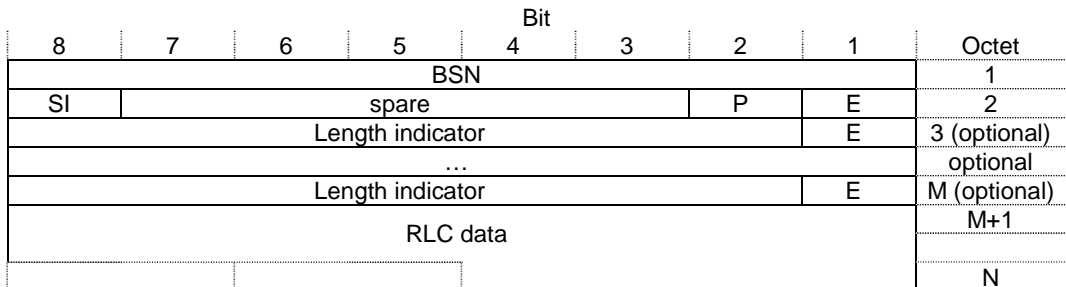 Bit
8 7 6 5 4 3 2 1 Octet
BSN 1
SI spare P E 2
Length indicator E 3 (optional)
… optional
Length indicator E M (optional)
RLC data M+1
N